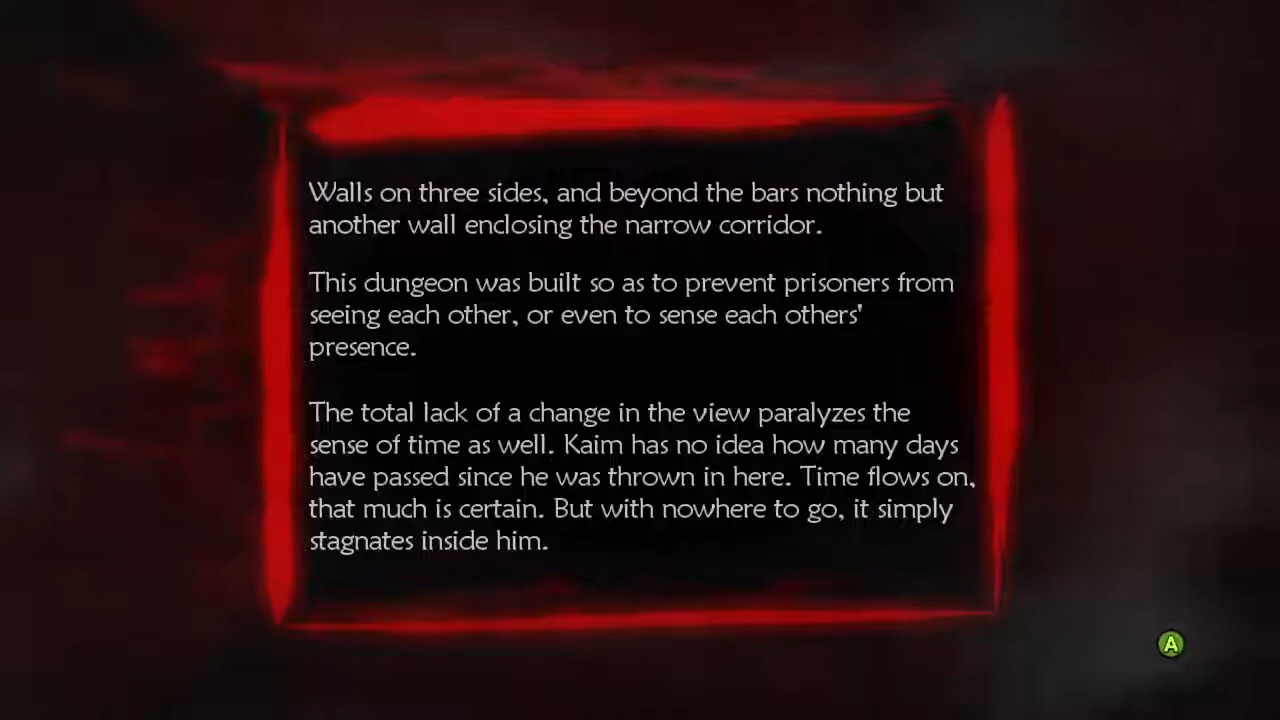 Walls on three sides, and beyond the bars nothing but
another wall enclosing the narrow corridor.
This dungeon was built so as to prevent prisoners from
seeing each other, or even to sense each others'
presence.
The total lack of a change in the view paralyzes the
sense of time as well. Kaim has no idea how many days
have passed since he was thrown in here. Time flows on,
that much is certain. But with nowhere to go, it simply
stagnates inside him.
A